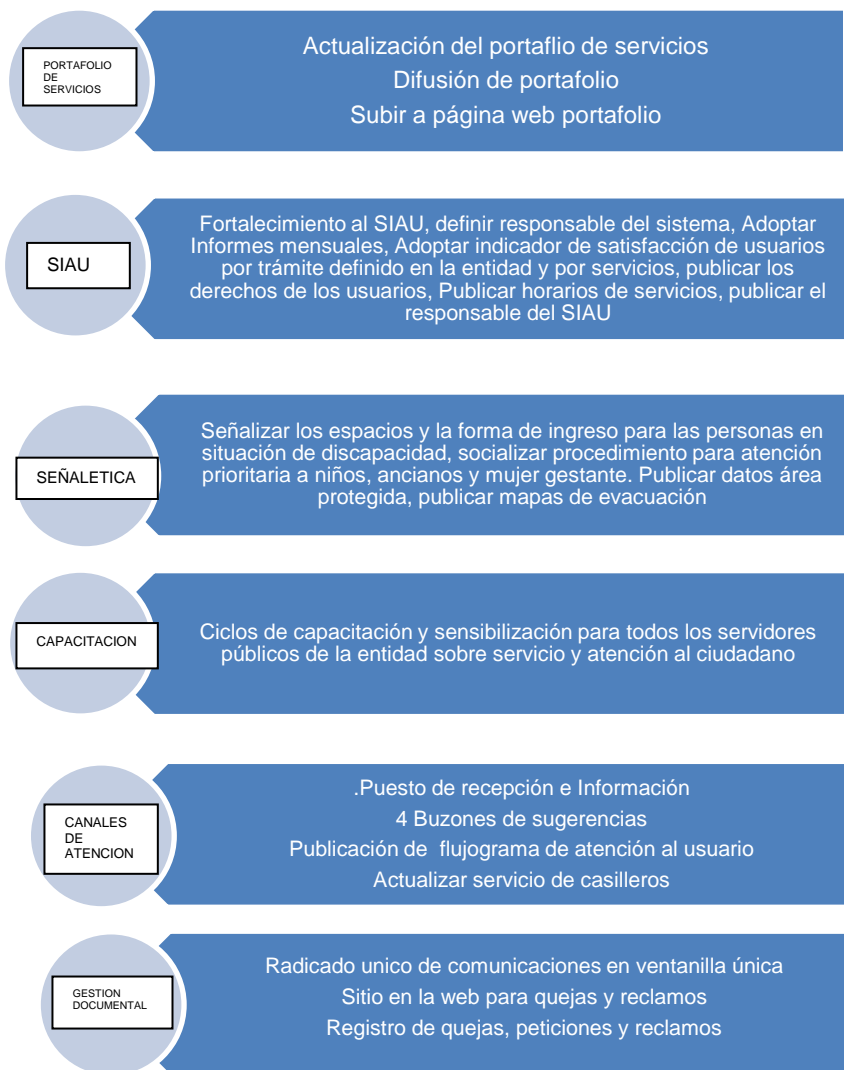 PORTAFOLIO
DE
SERVICIOS
Actualización del portaflio de servicios
Difusión de portafolio
Subir a página web portafolio
SIAU
Fortalecimiento al SIAU, definir responsable del sistema, Adoptar
Informes mensuales, Adoptar indicador de satisfacción de usuarios
por trámite definido en la entidad y por servicios, publicar los
derechos de los usuarios, Publicar horarios de servicios, publicar el
responsable del SIAU
SEÑALETICA
Señalizar los espacios y la forma de ingreso para las personas en
situación de discapacidad, socializar procedimiento para atención
prioritaria a niños, ancianos y mujer gestante. Publicar datos área
protegida, publicar mapas de evacuación
CAPACITACION
Ciclos de capacitación y sensibilización para todos los servidores
públicos de la entidad sobre servicio y atención al ciudadano
CANALES
DE
ATENCION
.Puesto de recepción e Información
4 Buzones de sugerencias
Publicación de  flujograma de atención al usuario
Actualizar servicio de casilleros
GESTION
DOCUMENTAL
Radicado unico de comunicaciones en ventanilla única
Sitio en la web para quejas y reclamos
Registro de quejas, peticiones y reclamos